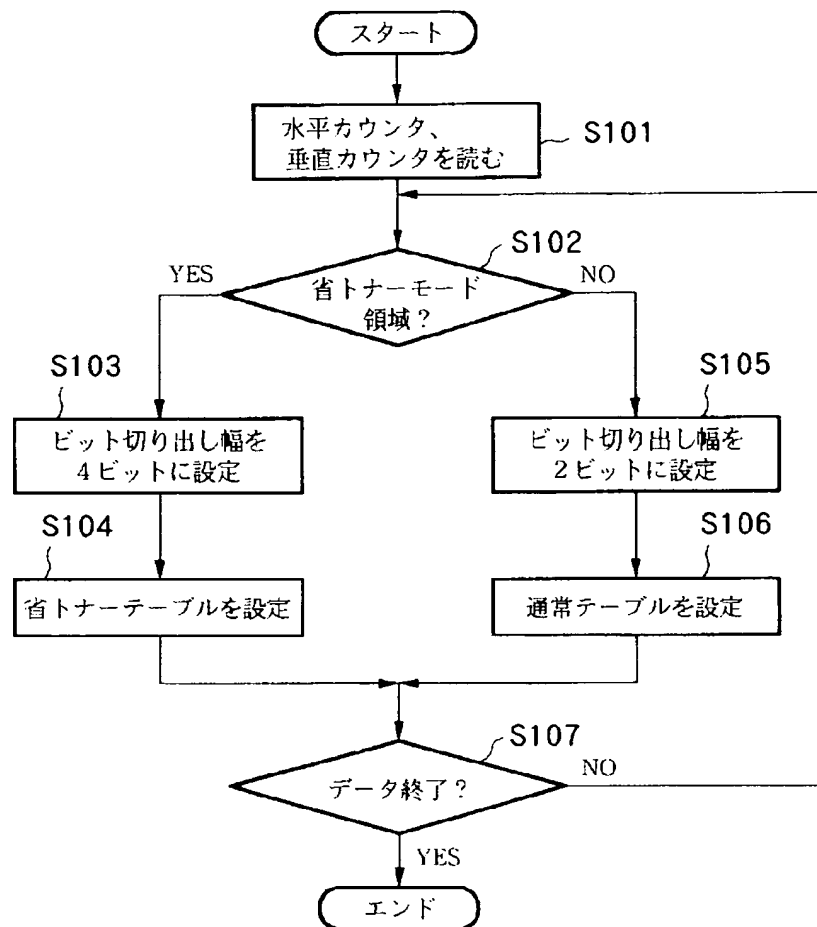 スタート
水平カウンタ、
垂直カウンタを読む
S101
S102
YES
NO
省トナーモード
領域？
S103
S105
ビット切り出し幅を
4ビットに設定
ビット切り出し幅を
2ビットに設定
S104
S106
省トナーテーブルを設定
通常テーブルを設定
S107
データ終了？
NO
YES
エンド